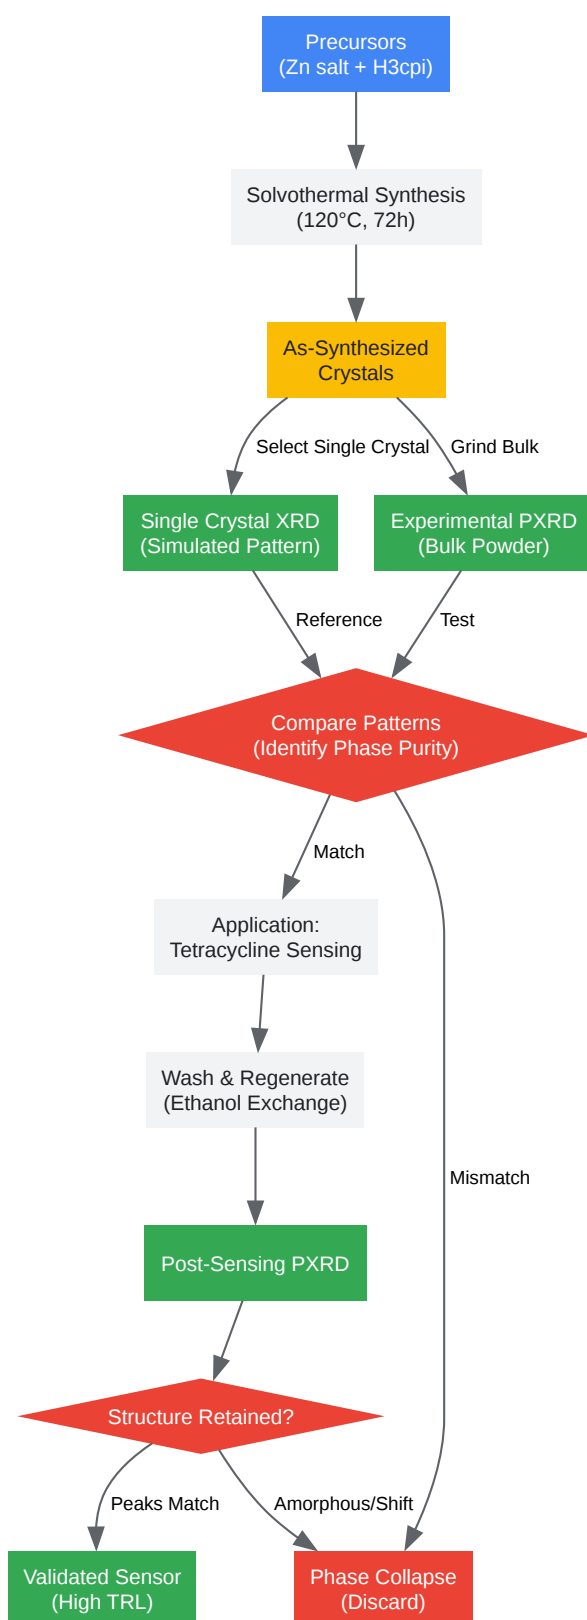 Precursors
(Zn salt + H3cpi)
Solvothermal Synthesis
(120°C, 72h)
As-Synthesized
Crystals
Select Single Crystal
Grind Bulk
Single Crystal XRD
(Simulated Pattern)
Experimental PXRD
(Bulk Powder)
Reference
Test
Compare Patterns
(Identify Phase Purity)
Match
Application:
Tetracycline Sensing
Wash & Regenerate
(Ethanol Exchange)
Mismatch
Post-Sensing PXRD
Structure Retained?
Peaks Match
Amorphous/Shift
Validated Sensor
(High TRL)
Phase Collapse
(Discard)